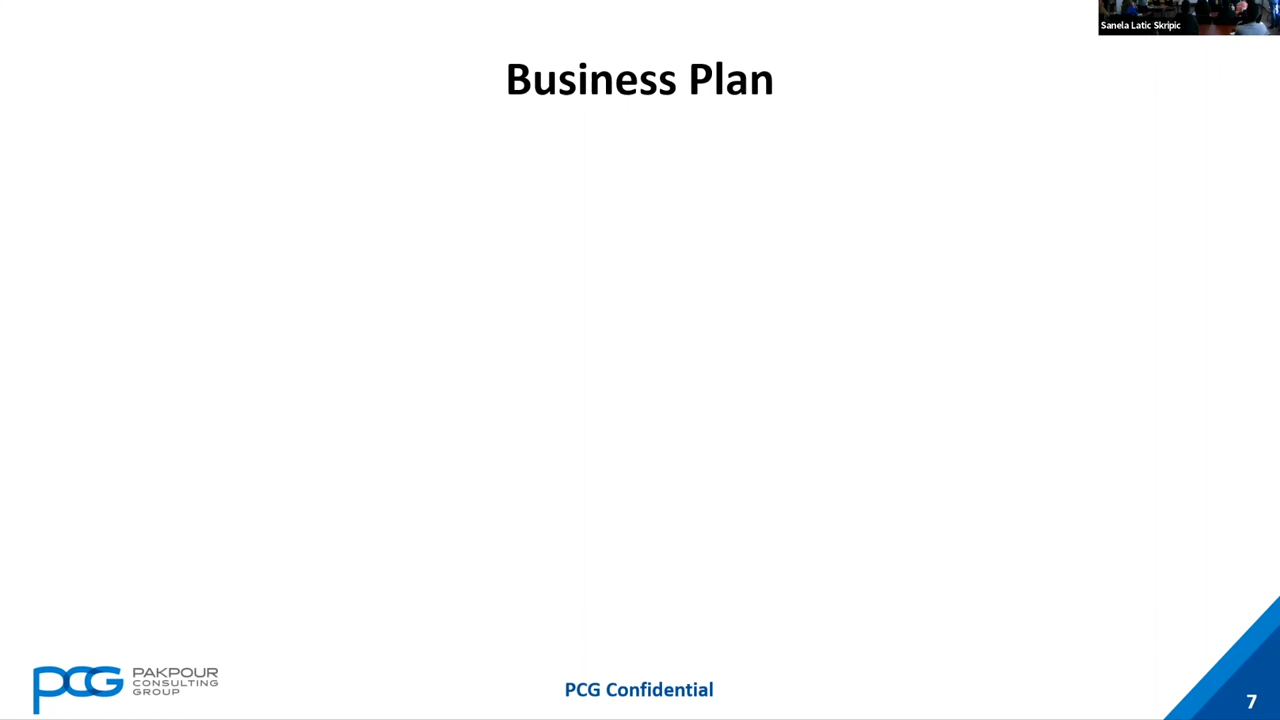 Sanela Latic Skripic
Business Plan
PCG
PAKPOUR
CONSULTING
GROUP
PCG Confidential
7